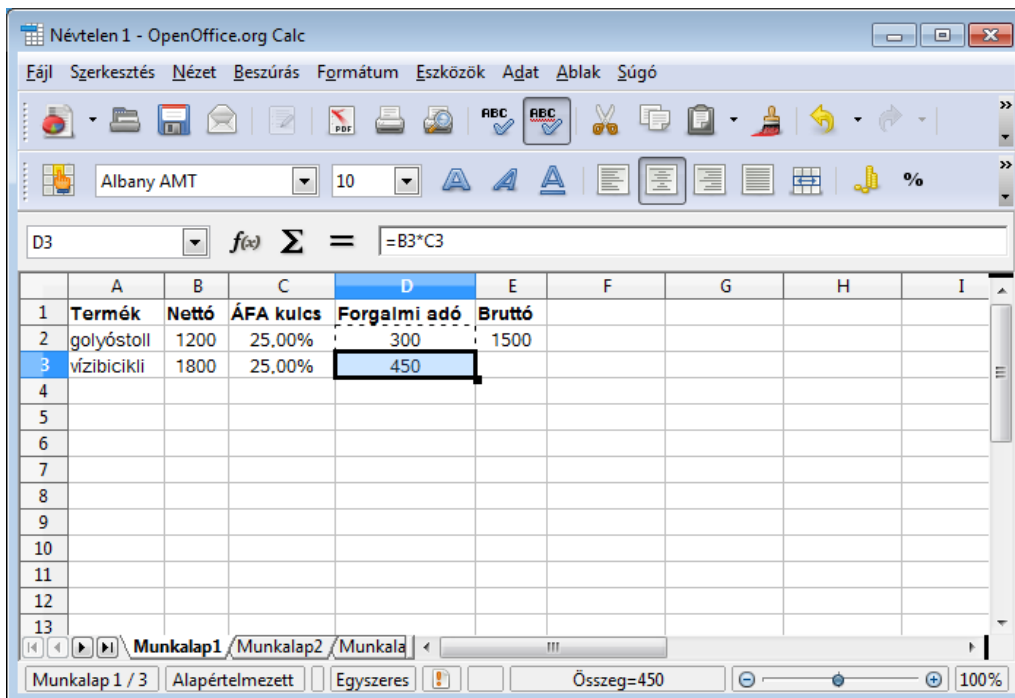 Névtelen 1 - OpenOffice.org Calc
Fájl Szerkesztés Nézet Beszúrás Formátum Eszközök Adat Ablak Súgó
PDF ABC ABC
Albany AMT 10 %
D3 f(x) Σ = =B3*C3
A B C D E F G H I
1 Termék Nettó ÁFA kulcs Forgalmi adó Bruttó
2 golyóstoll 1200 25,00% 300 1500
3 vízibicikli 1800 25,00% 450
4
5
6
7
8
9
10
11
12
13
Munkalap1 Munkalap2 Munkala
Munkalap 1 / 3 Alapértelmezett Egyszeres Összeg=450 100%